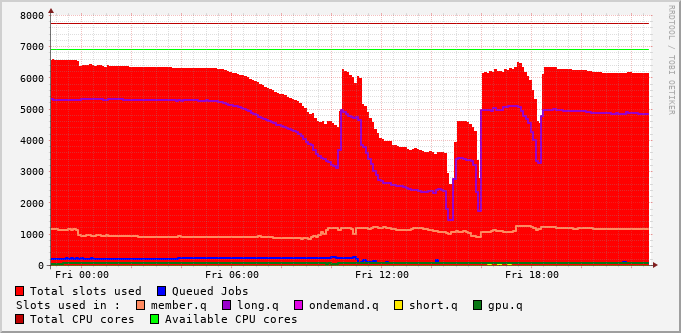 8000
7000
6000
5000
4000
3000
2000
1000
0
Fri 00:00 Fri 06:00 Fri 12:00 Fri 18:00
RRDTOOL / TOBI OETIKER
Total slots used Queued Jobs
Slots used in : member.q long.q ondemand.q short.q gpu.q
Total CPU cores Available CPU cores